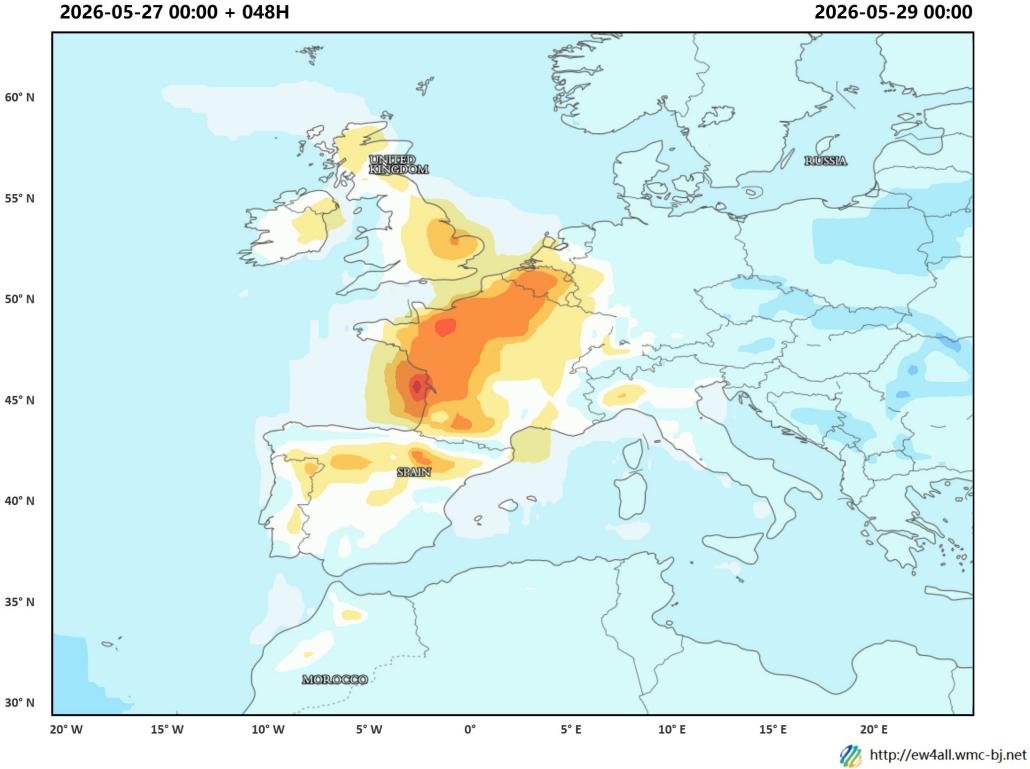 2026-05-27 00:00 + 048H
2026-05-29 00:00
60° N
UNITED
KINGDOM
RUSSIA
55° N
50° N
45° N
SPAIN
40° N
35° N
MOROCCO
30° N
20° W
15° W
10° W
5° W
0°
5° E
10° E
15° E
20° E
http://ew4all.wmc-bj.net